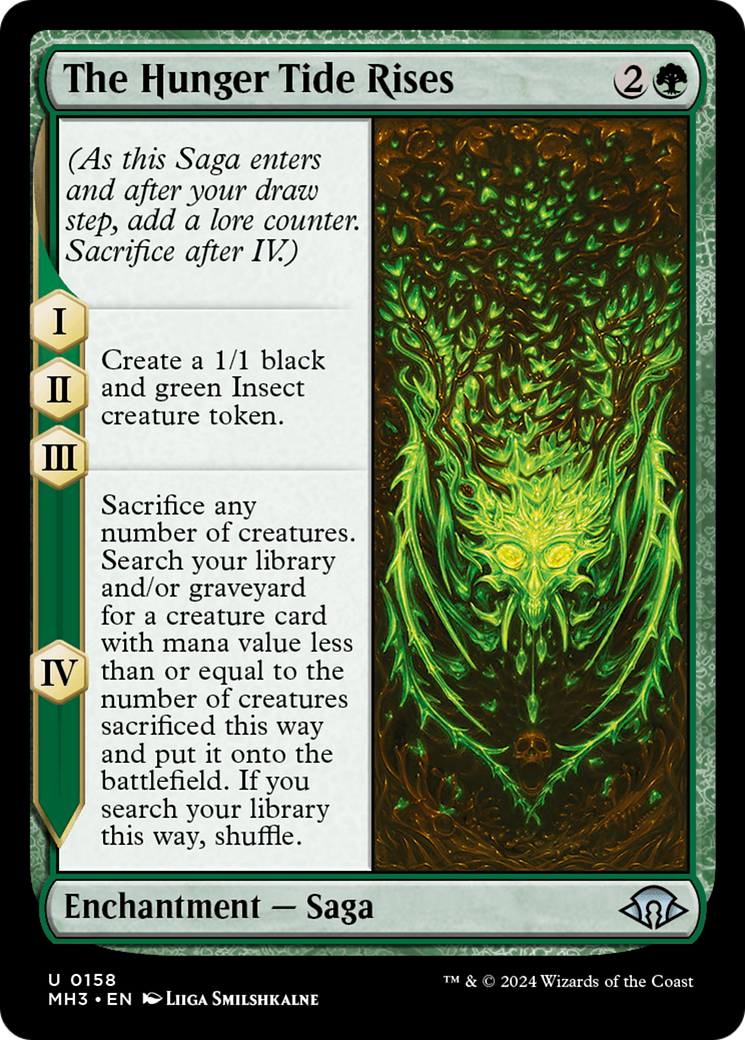 The Hunger Tide Rises 2
(As this Saga enters
and after your draw
step, add a lore counter.
Sacrifice after IV.)
I
II
III
Create a 1/1 black
and green Insect
creature token.
IV
Sacrifice any
number of creatures.
Search your library
and/or graveyard
for a creature card
with mana value less
than or equal to the
number of creatures
sacrificed this way
and put it onto the
battlefield. If you
search your library
this way, shuffle.
Enchantment — Saga
U 0158
MH3 • EN Liiga Smilshkalne
™ & © 2024 Wizards of the Coast